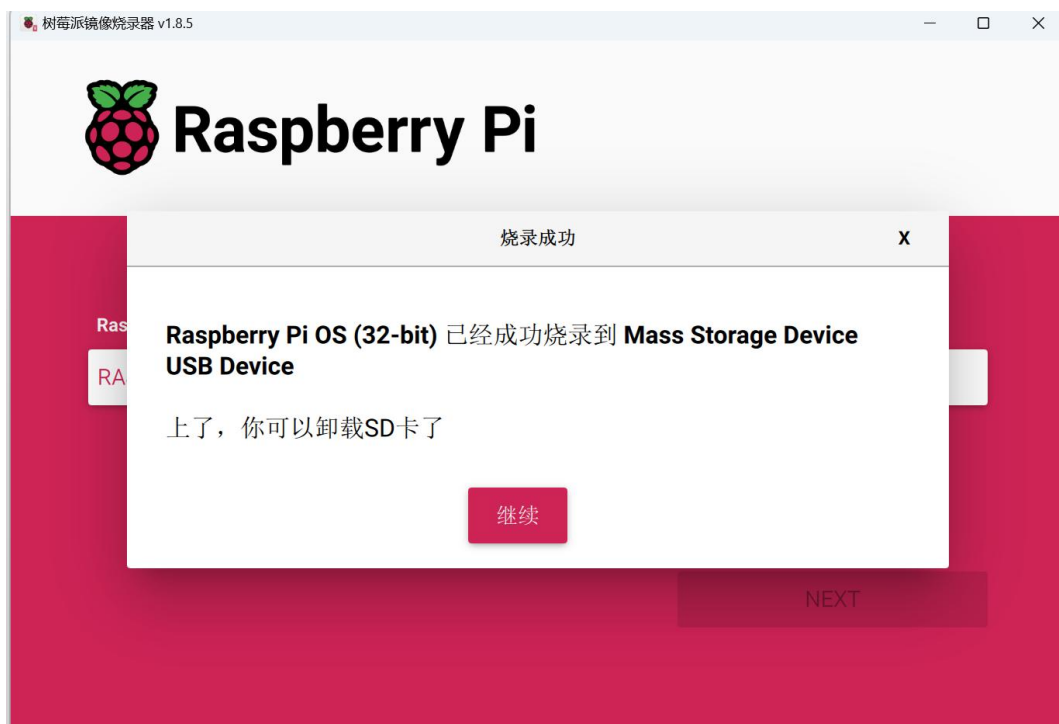 树莓派镜像烧录器 v1.8.5
Raspberry Pi
烧录成功
X
Ras
Raspberry Pi OS (32-bit) 已经成功烧录到 Mass Storage Device
USB Device
RA
上了，你可以卸载SD卡了
继续
NEXT